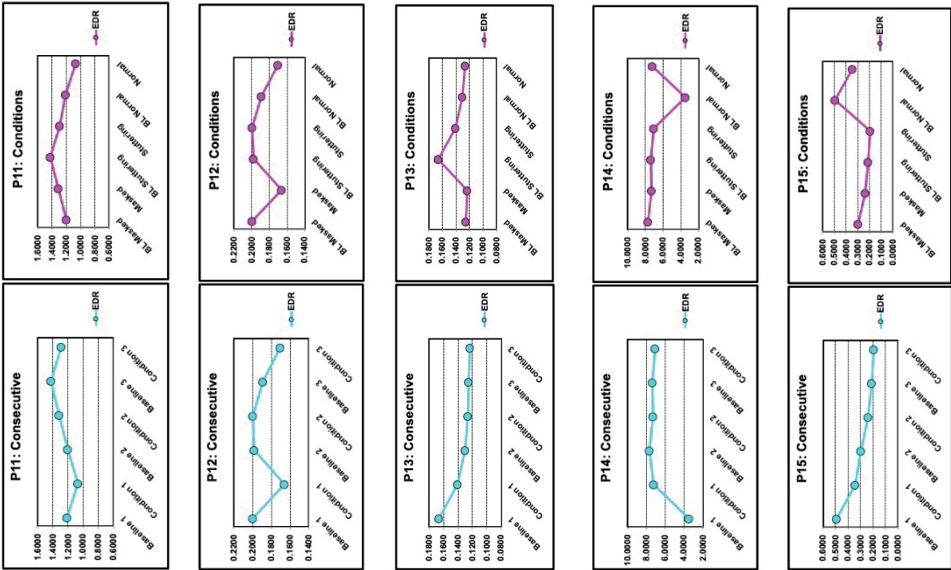 P11: Consecutive
1.6000
1.4000
1.2000
1.0000
0.8000
0.6000
Baseline 1
Condition 1
Baseline 2
Condition 2
Baseline 3
Condition 3
EDR
P11: Conditions
1.6000
1.4000
1.2000
1.0000
0.8000
0.6000
BL Masked
Masked
BL Stuttering
Stuttering
BL Normal
Normal
EDR
P12: Consecutive
0.2200
0.2000
0.1800
0.1600
0.1400
Baseline 1
Condition 1
Baseline 2
Condition 2
Baseline 3
Condition 3
EDR
P12: Conditions
0.2200
0.2000
0.1800
0.1600
0.1400
BL Masked
Masked
BL Stuttering
Stuttering
BL Normal
Normal
EDR
P13: Consecutive
0.1800
0.1600
0.1400
0.1200
0.1000
0.0800
Baseline 1
Condition 1
Baseline 2
Condition 2
Baseline 3
Condition 3
EDR
P13: Conditions
0.1800
0.1600
0.1400
0.1200
0.1000
0.0800
BL Masked
Masked
BL Stuttering
Stuttering
BL Normal
Normal
EDR
P14: Consecutive
10.0000
8.0000
6.0000
4.0000
2.0000
Baseline 1
Condition 1
Baseline 2
Condition 2
Baseline 3
Condition 3
EDR
P14: Conditions
10.0000
8.0000
6.0000
4.0000
2.0000
BL Masked
Masked
BL Stuttering
Stuttering
BL Normal
Normal
EDR
P15: Consecutive
0.6000
0.5000
0.4000
0.3000
0.2000
0.1000
0.0000
Baseline 1
Condition 1
Baseline 2
Condition 2
Baseline 3
Condition 3
EDR
P15: Conditions
0.6000
0.5000
0.4000
0.3000
0.2000
0.1000
0.0000
BL Masked
Masked
BL Stuttering
Stuttering
BL Normal
Normal
EDR